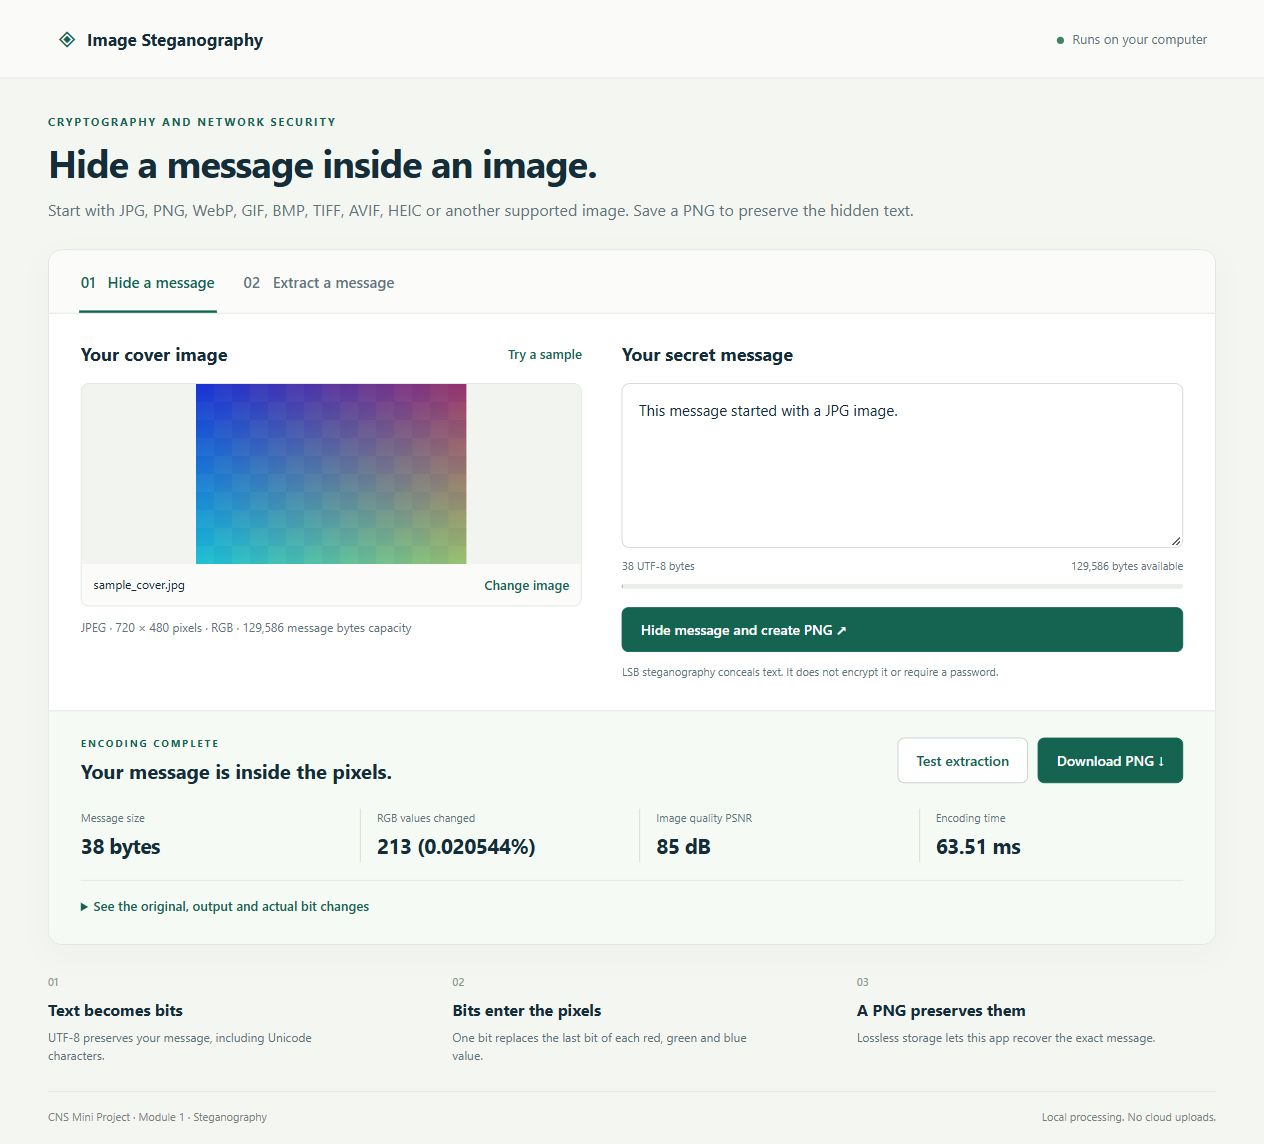 Image Steganography
Runs on your computer
CRYPTOGRAPHY AND NETWORK SECURITY
Hide a message inside an image.
Start with JPG, PNG, WebP, GIF, BMP, TIFF, AVIF, HEIC or another supported image. Save a PNG to preserve the hidden text.
01 Hide a message
02 Extract a message
Your cover image
Try a sample
sample_cover.jpg
Change image
JPEG · 720 × 480 pixels · RGB · 129,586 message bytes capacity
Your secret message
This message started with a JPG image.
38 UTF-8 bytes
129,586 bytes available
Hide message and create PNG ↗
LSB steganography conceals text. It does not encrypt it or require a password.
ENCODING COMPLETE
Your message is inside the pixels.
Test extraction
Download PNG ↓
Message size
38 bytes
RGB values changed
213 (0.020544%)
Image quality PSNR
85 dB
Encoding time
63.51 ms
▶ See the original, output and actual bit changes
01
Text becomes bits
UTF-8 preserves your message, including Unicode
characters.
02
Bits enter the pixels
One bit replaces the last bit of each red, green and blue
value.
03
A PNG preserves them
Lossless storage lets this app recover the exact message.
CNS Mini Project · Module 1 · Steganography
Local processing. No cloud uploads.